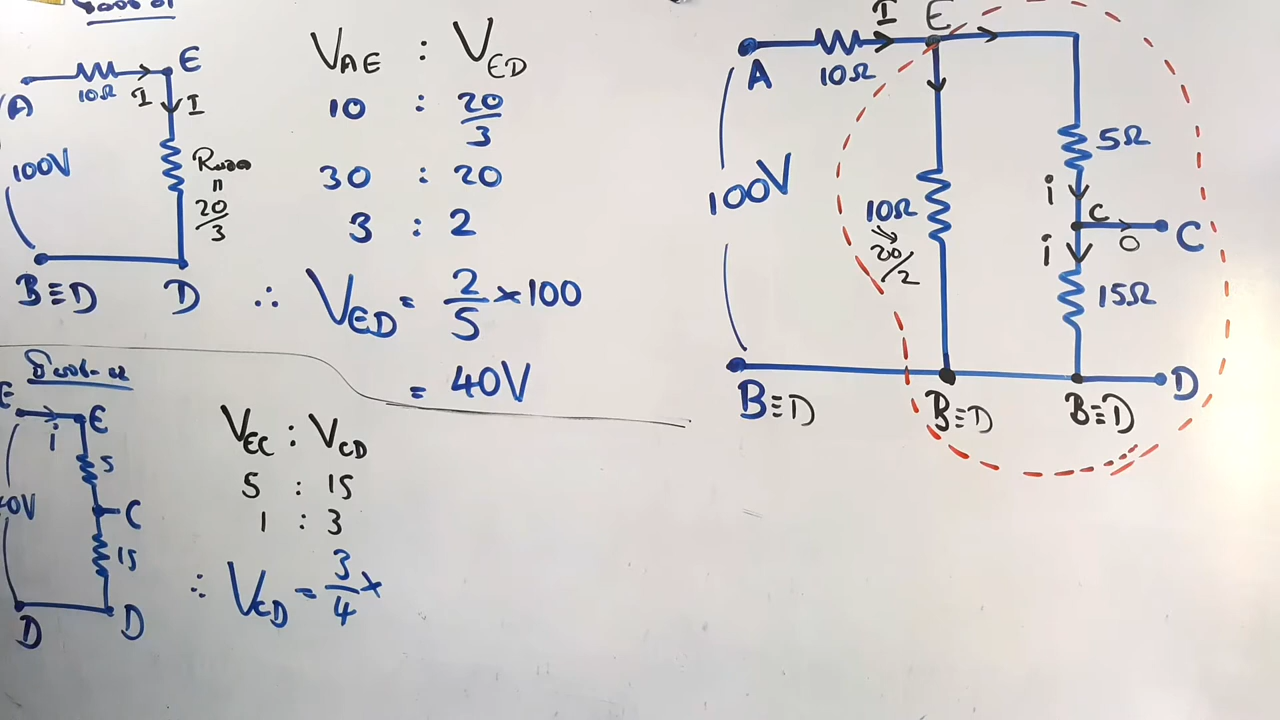 A
10Ω
I
E
I
100V
20/3
B≡D
D
V_AE : V_ED
10 : 20/3
30 : 20
3 : 2
∴ V_ED = 2/5 × 100
= 40V
E
i
E
5
C
15
D
D
V_EC : V_CD
5 : 15
1 : 3
∴ V_CD = 3/4 ×
A
10Ω
I
E
100V
10Ω
20/2
5Ω
i
C
0
C
i
15Ω
B≡D
B≡D
B≡D
D